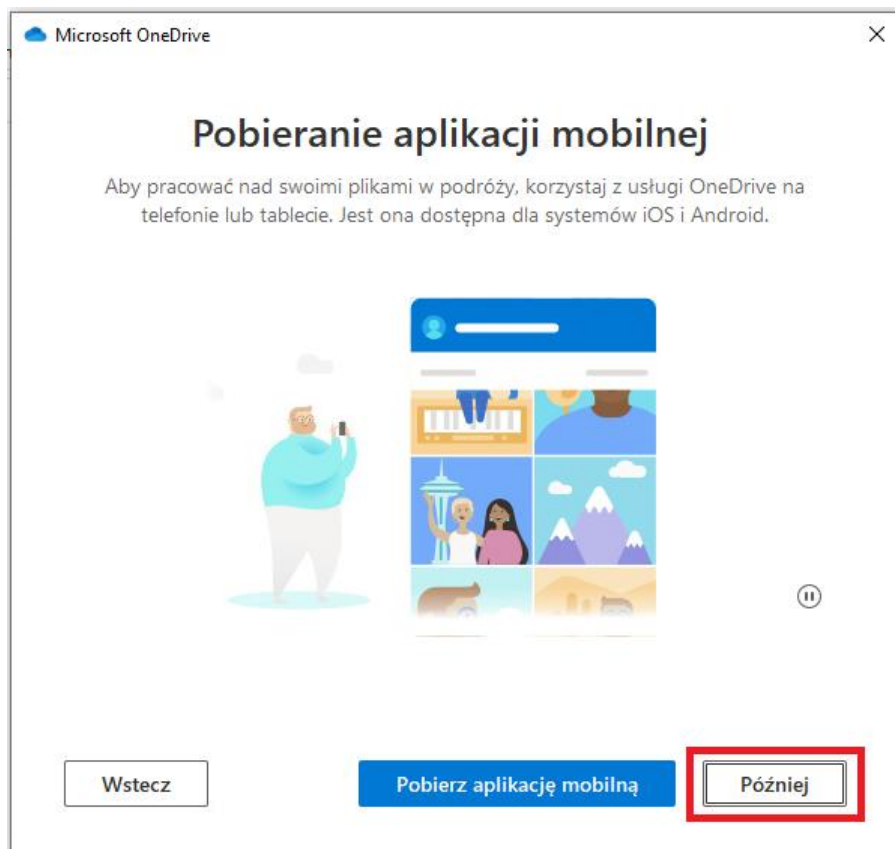 Microsoft OneDrive
Pobieranie aplikacji mobilnej
Aby pracować nad swoimi plikami w podróży, korzystaj z usługi OneDrive na
telefonie lub tablecie. Jest ona dostępna dla systemów iOS i Android.
Wstecz
Pobierz aplikację mobilną
Później